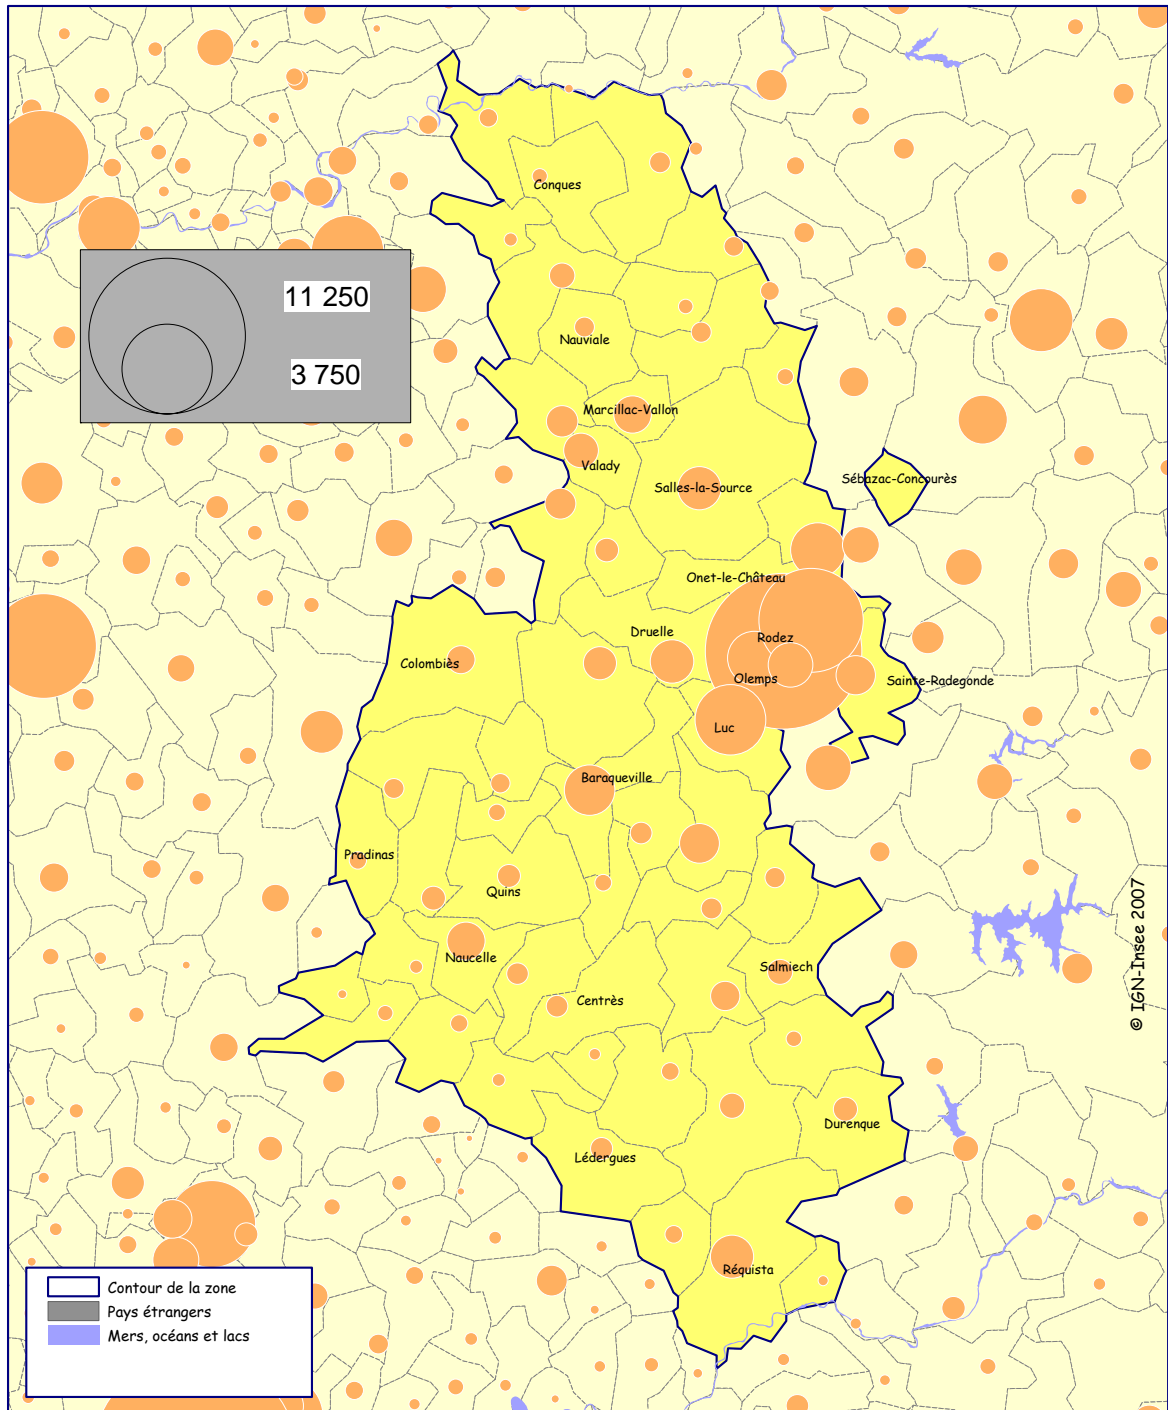 Conques
11 250
Nauviale
3 750
Marcillac-Vallon
Valady
Salles-la-Source
Sébazac-Concourès
Onet-le-Château
Druelle
Rodez
Colombiès
Olemps
Sainte-Radegonde
Luc
Baraqueville
Pradinas
Quins
Naucelle
Salmiech
Centrès
© IGN-Insee 2007
Durenque
Lédergues
Réquista
Contour de la zone
Pays étrangers
Mers, océans et lacs